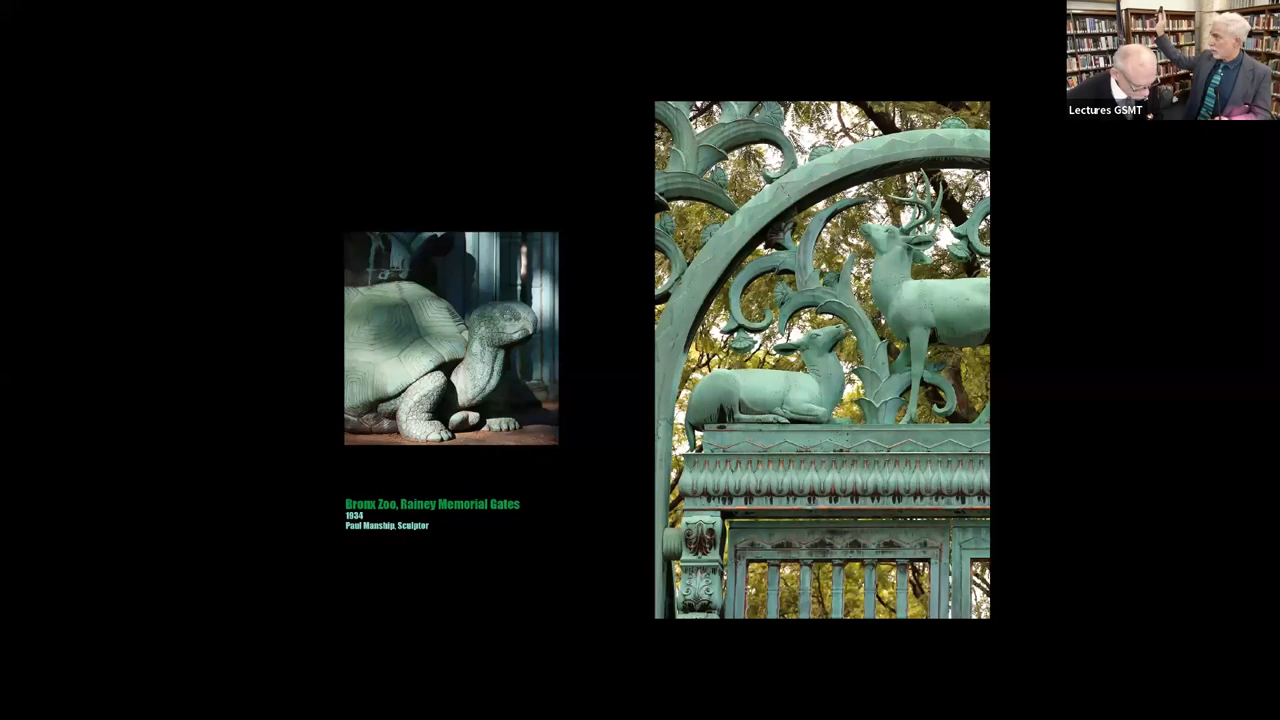 Lectures GSMT
Bronx Zoo, Rainey Memorial Gates
1934
Paul Manship, Sculptor